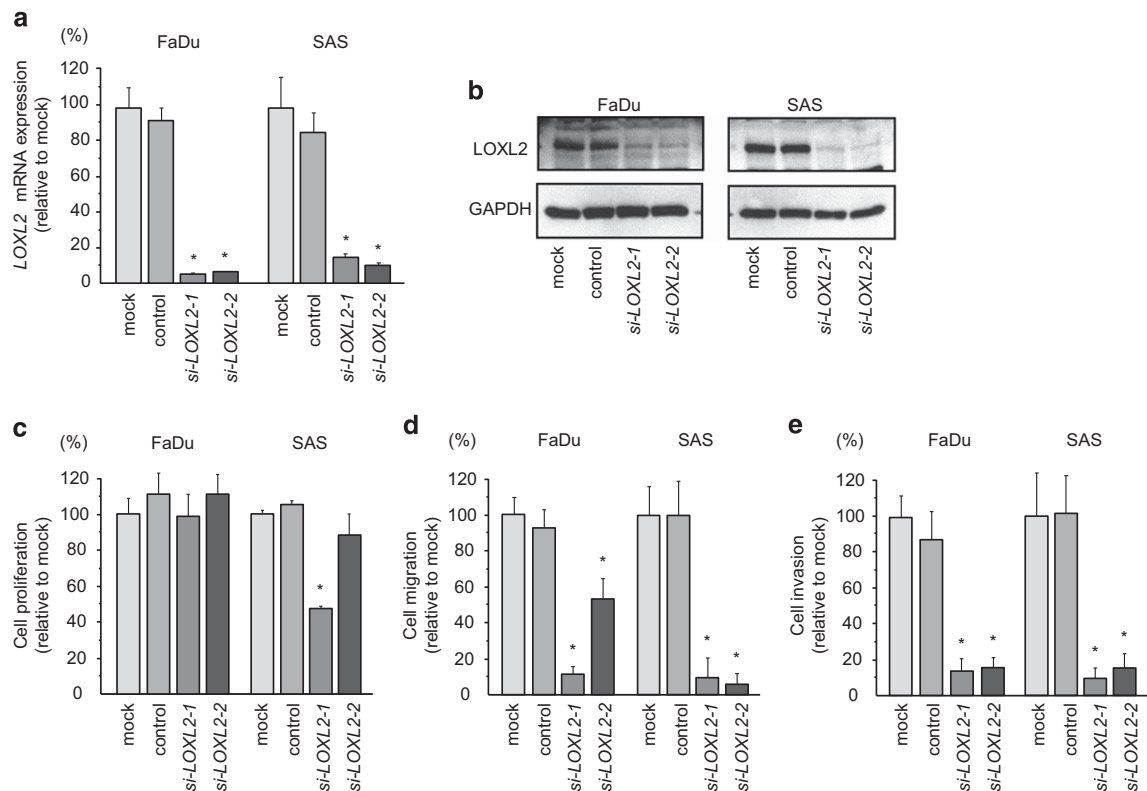 a
(%)
FaDu SAS
LOXL2 mRNA expression
(relative to mock)
120
100
80
60
40
20
0
* * * *
mock control si-LOXL2-1 si-LOXL2-2 mock control si-LOXL2-1 si-LOXL2-2
b
FaDu SAS
LOXL2
GAPDH
mock control si-LOXL2-1 si-LOXL2-2 mock control si-LOXL2-1 si-LOXL2-2
c
(%) FaDu SAS
Cell proliferation
(relative to mock)
120
100
80
60
40
20
0
*
mock control si-LOXL2-1 si-LOXL2-2 mock control si-LOXL2-1 si-LOXL2-2
d
(%) FaDu SAS
Cell migration
(relative to mock)
120
100
80
60
40
20
0
* * * *
mock control si-LOXL2-1 si-LOXL2-2 mock control si-LOXL2-1 si-LOXL2-2
e
(%) FaDu SAS
Cell invasion
(relative to mock)
120
100
80
60
40
20
0
* * * *
mock control si-LOXL2-1 si-LOXL2-2 mock control si-LOXL2-1 si-LOXL2-2